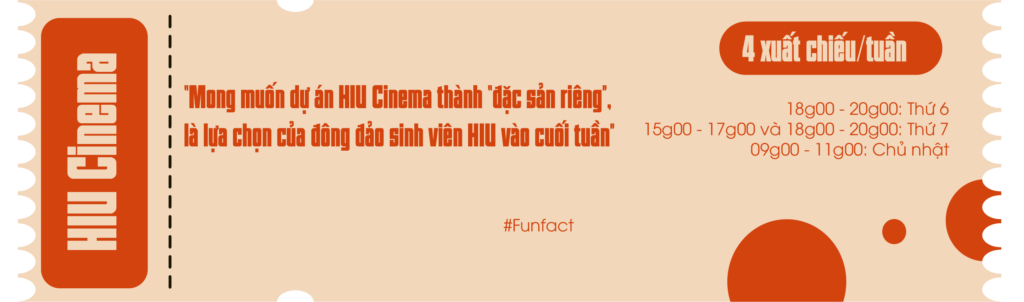 HIU Cinema
"Mong muốn dự án HIU Cinema thành "đặc sản riêng",
là lựa chọn của đông đảo sinh viên HIU vào cuối tuần"
#Funfact
4 xuất chiếu/tuần
18g00 - 20g00: Thứ 6
15g00 - 17g00 và 18g00 - 20g00: Thứ 7
09g00 - 11g00: Chủ nhật